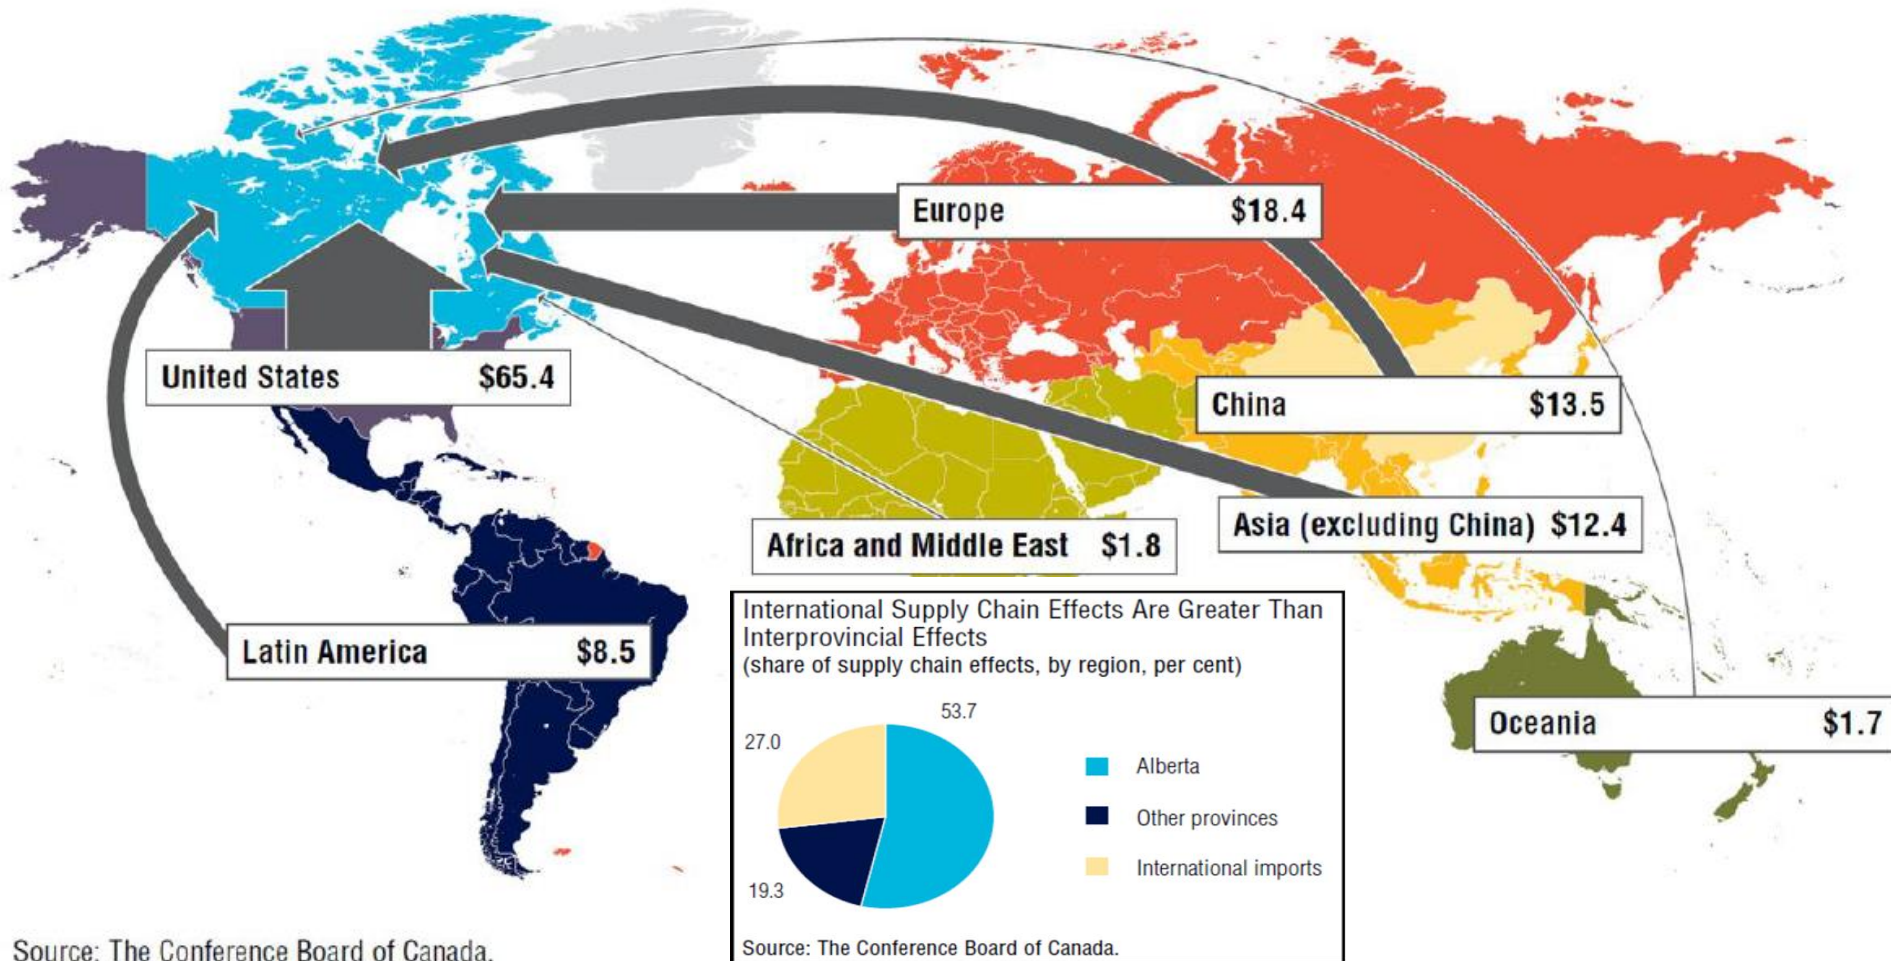 Europe $18.4
United States $65.4
China $13.5
Asia (excluding China) $12.4
Africa and Middle East $1.8
Latin America $8.5
Oceania $1.7
International Supply Chain Effects Are Greater Than
Interprovincial Effects
(share of supply chain effects, by region, per cent)
53.7
27.0
19.3
Alberta
Other provinces
International imports
Source: The Conference Board of Canada.
Source: The Conference Board of Canada.